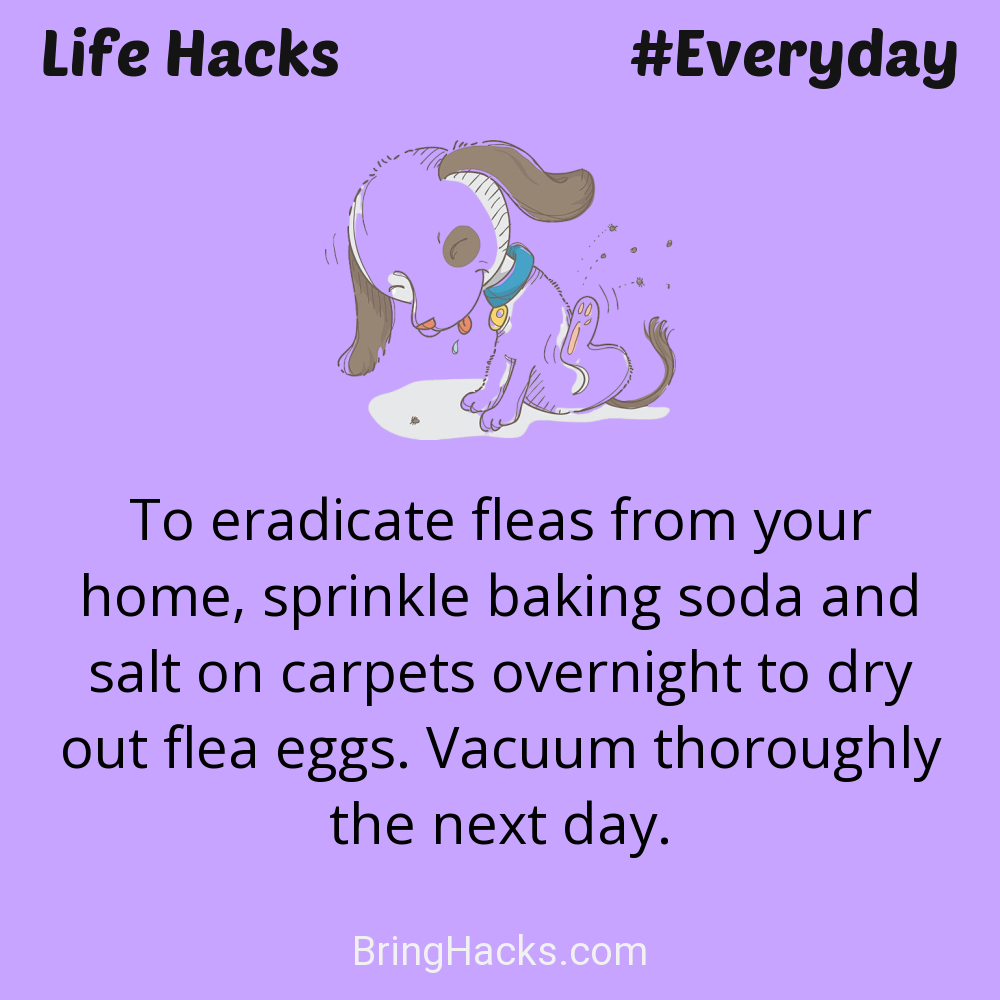 Life Hacks #Everyday
To eradicate fleas from your
home, sprinkle baking soda and
salt on carpets overnight to dry
out flea eggs. Vacuum thoroughly
the next day.
BringHacks.com